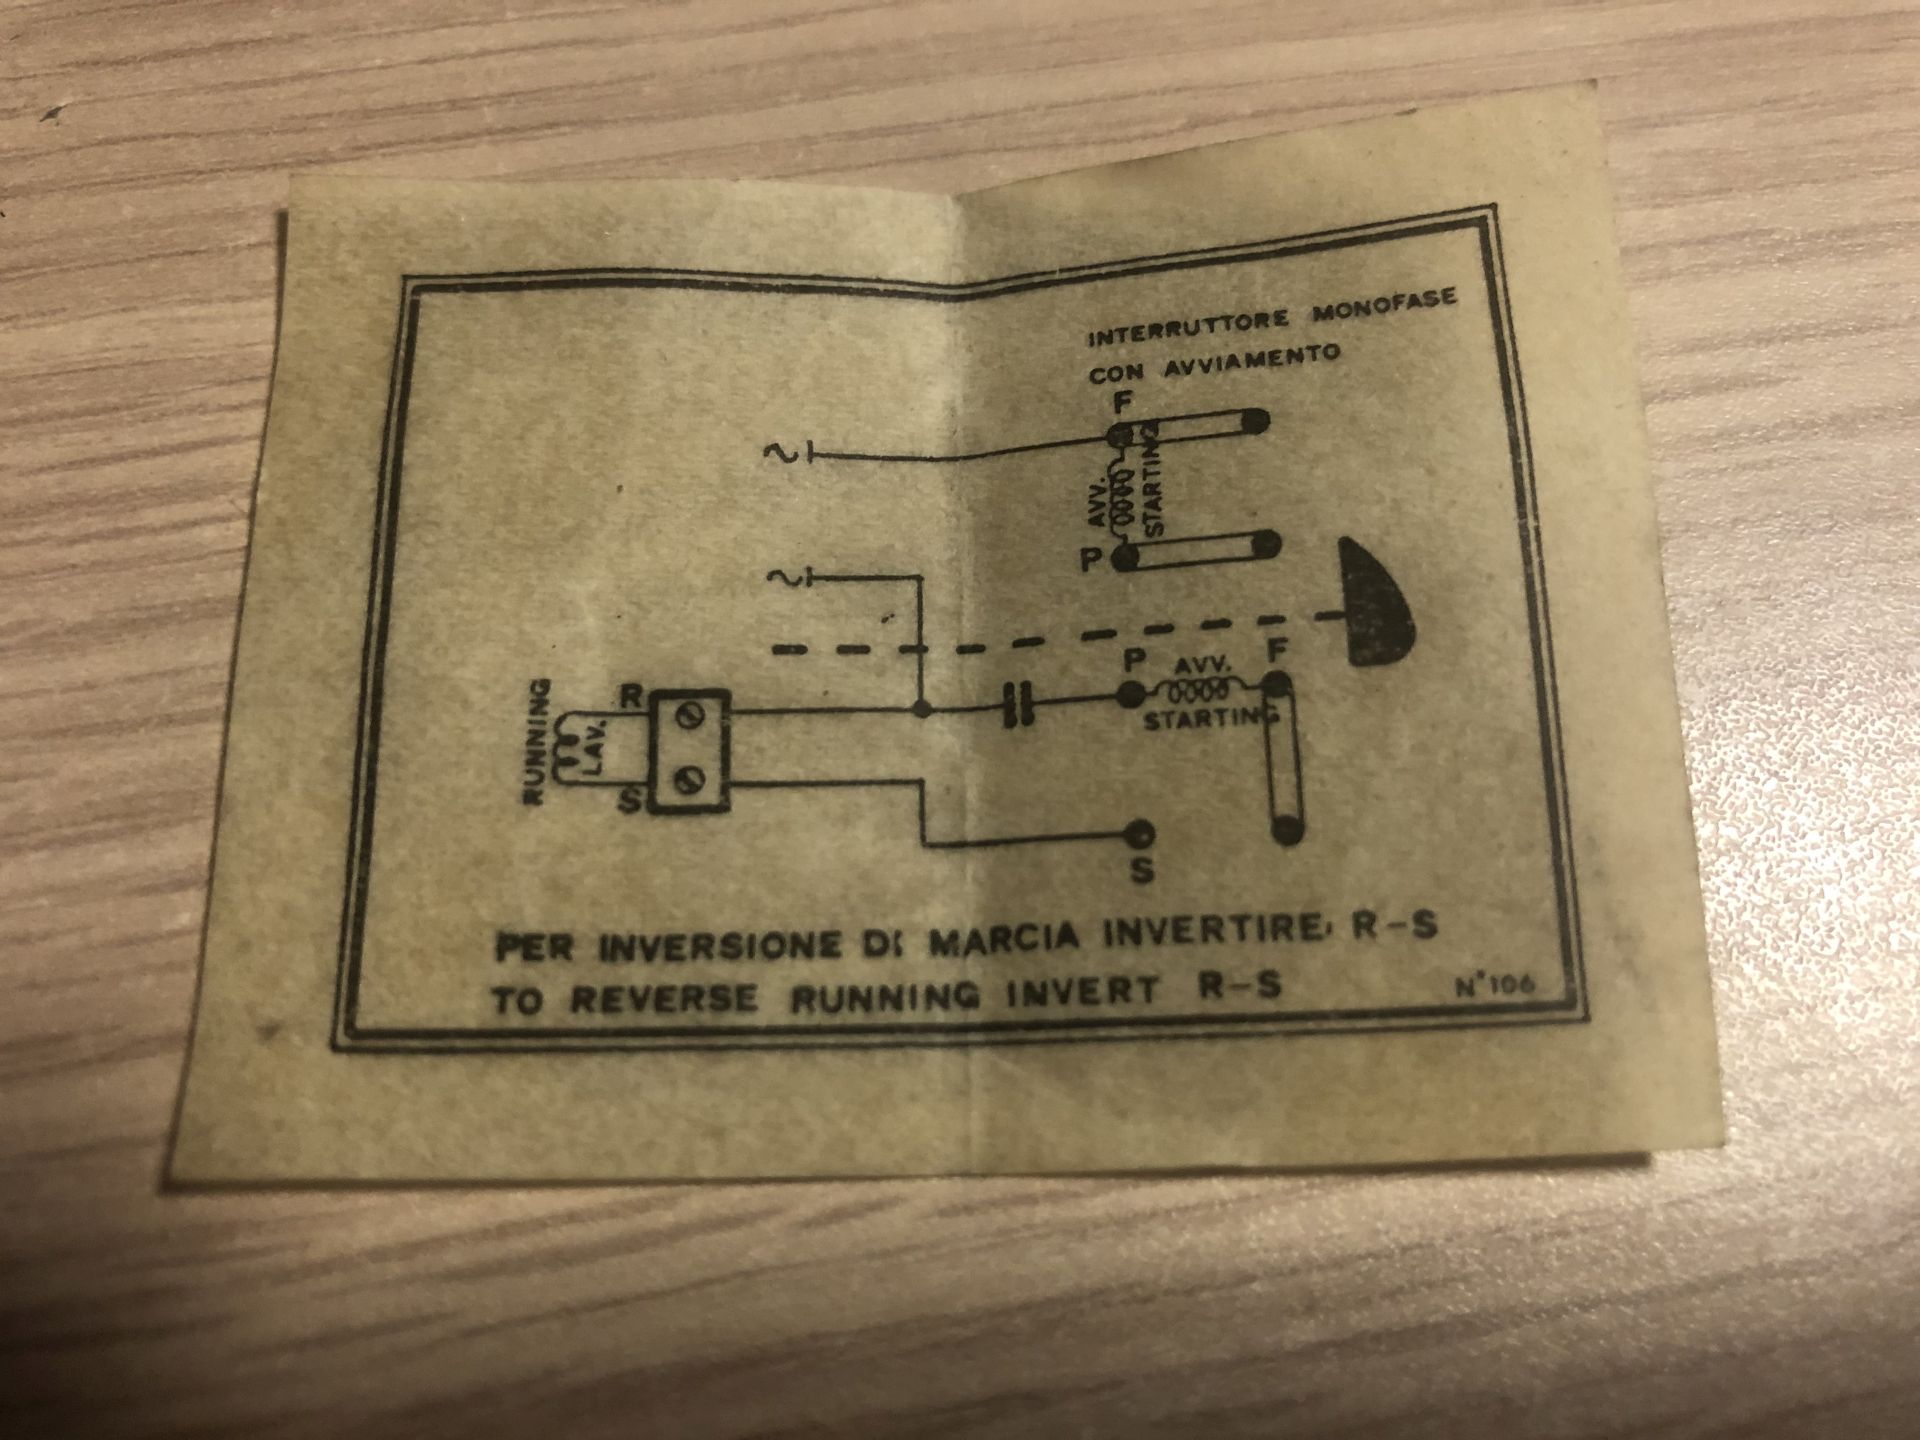 INTERRUTTORE MONOFASE
CON AVVIAMENTO
F
AVV.
STARTING
P
P
AVV.
F
STARTING
R
RUNNING
LAV.
S
S
PER INVERSIONE DI MARCIA INVERTIRE R-S
TO REVERSE RUNNING INVERT R-S
N°106